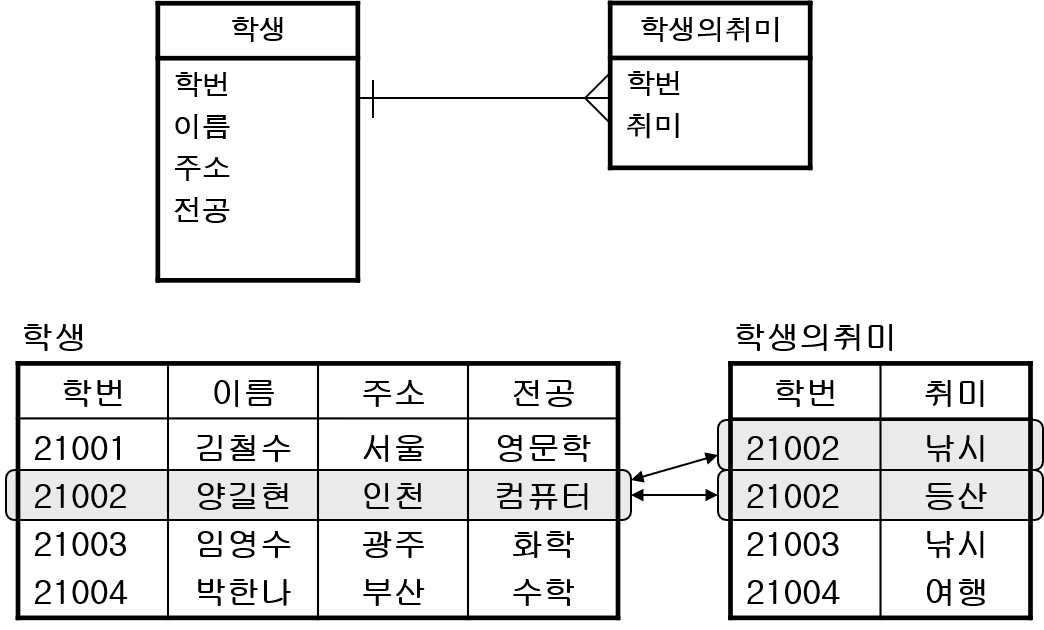 학생
학번
이름
주소
전공
학생의취미
학번
취미
학생
학번 이름 주소 전공
21001 김철수 서울 영문학
21002 양길현 인천 컴퓨터
21003 임영수 광주 화학
21004 박한나 부산 수학
학생의취미
학번 취미
21002 낚시
21002 등산
21003 낚시
21004 여행